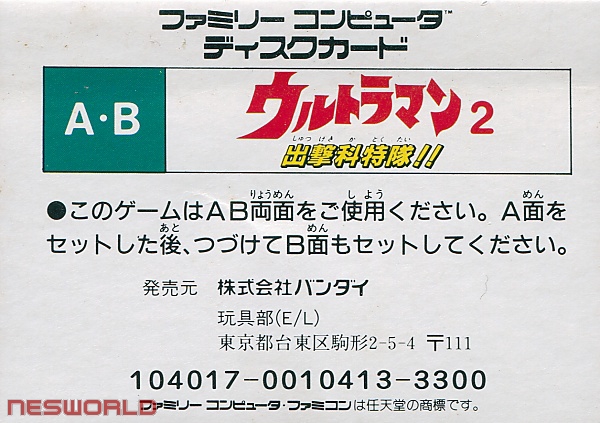 ファミリー コンピュータ™
ディスクカード
A・B
ウルトラマン2
しゅつ げき か とく たい
出撃科特隊!!
りょうめん しよう めん
●このゲームはAB両面をご使用ください。A面を
あと めん
セットした後、つづけてB面もセットしてください。
発売元 株式会社バンダイ
玩具部(E/L)
東京都台東区駒形2-5-4 〒111
104017-0010413-3300
ファミリー コンピュータ・ファミコンは任天堂の商標です。
NESWORLD